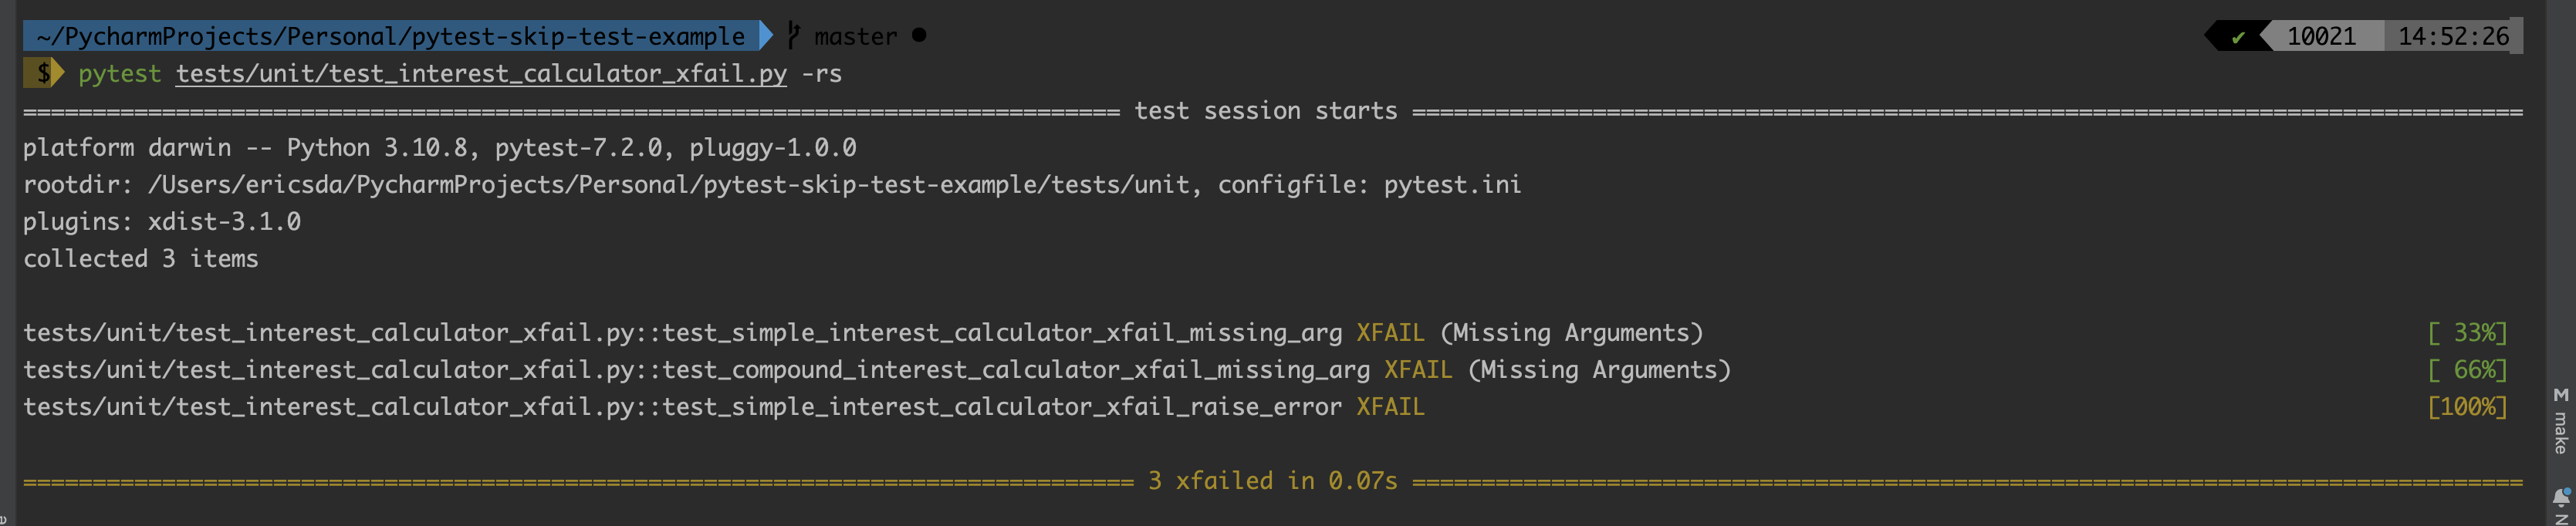 ~/PycharmProjects/Personal/pytest-skip-test-example master ● ✔ 10021 14:52:26
$ pytest tests/unit/test_interest_calculator_xfail.py -rs
=============================================================================== test session starts ================================================================================
platform darwin -- Python 3.10.8, pytest-7.2.0, pluggy-1.0.0
rootdir: /Users/ericsda/PycharmProjects/Personal/pytest-skip-test-example/tests/unit, configfile: pytest.ini
plugins: xdist-3.1.0
collected 3 items
tests/unit/test_interest_calculator_xfail.py::test_simple_interest_calculator_xfail_missing_arg XFAIL (Missing Arguments) [ 33%]
tests/unit/test_interest_calculator_xfail.py::test_compound_interest_calculator_xfail_missing_arg XFAIL (Missing Arguments) [ 66%]
tests/unit/test_interest_calculator_xfail.py::test_simple_interest_calculator_xfail_raise_error XFAIL [100%]
================================================================================ 3 xfailed in 0.07s ================================================================================
M make